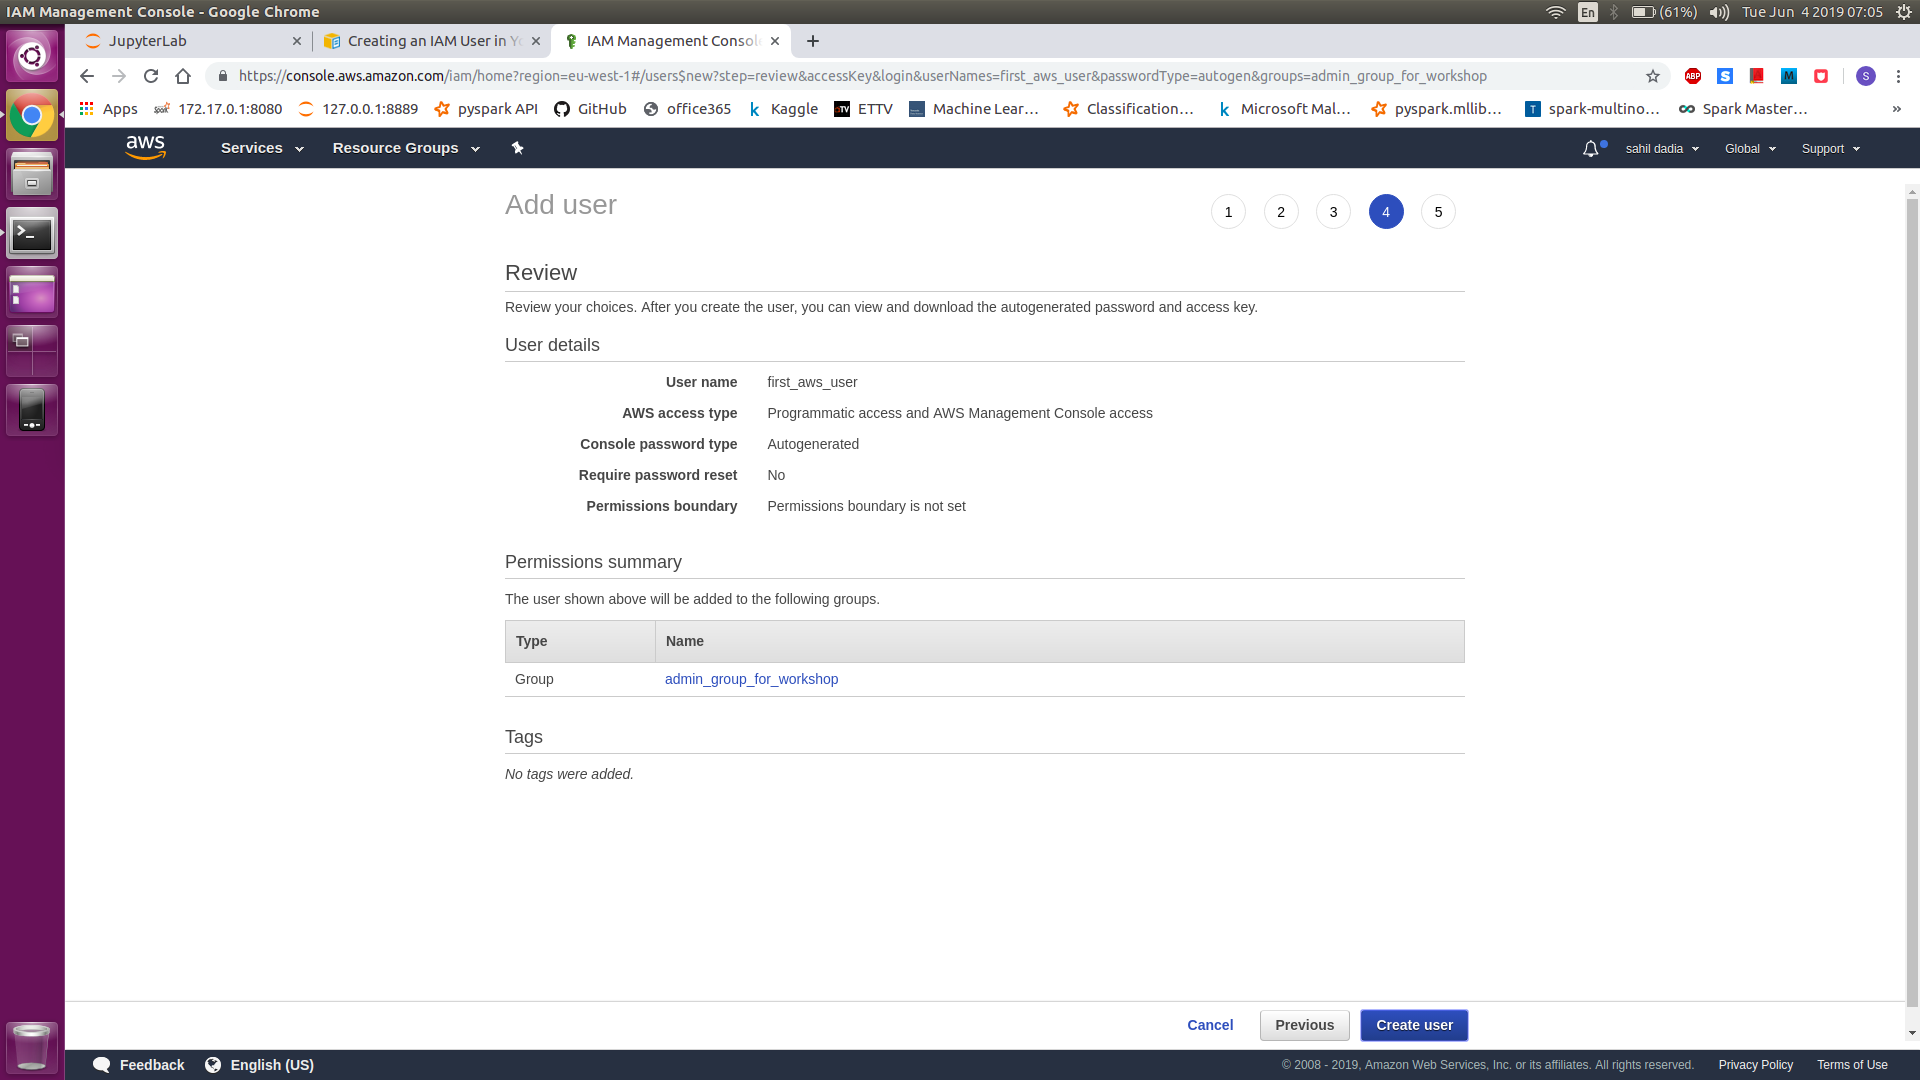 IAM Management Console - Google Chrome
En (61%) Tue Jun 4 2019 07:05
JupyterLab Creating an IAM User in Yo IAM Management Consol
https://console.aws.amazon.com/iam/home?region=eu-west-1#/users$new?step=review&accessKey&login&userNames=first_aws_user&passwordType=autogen&groups=admin_group_for_workshop
ABP S M S
Apps 172.17.0.1:8080 127.0.0.1:8889 pyspark API GitHub office365 Kaggle ETTV Machine Lear... Classification... Microsoft Mal... pyspark.mllib... spark-multino... Spark Master... »
aws Services Resource Groups sahil dadia Global Support
Add user 1 2 3 4 5
Review
Review your choices. After you create the user, you can view and download the autogenerated password and access key.
User details
User name first_aws_user
AWS access type Programmatic access and AWS Management Console access
Console password type Autogenerated
Require password reset No
Permissions boundary Permissions boundary is not set
Permissions summary
The user shown above will be added to the following groups.
Type Name
Group admin_group_for_workshop
Tags
No tags were added.
Cancel Previous Create user
Feedback English (US) © 2008 - 2019, Amazon Web Services, Inc. or its affiliates. All rights reserved. Privacy Policy Terms of Use